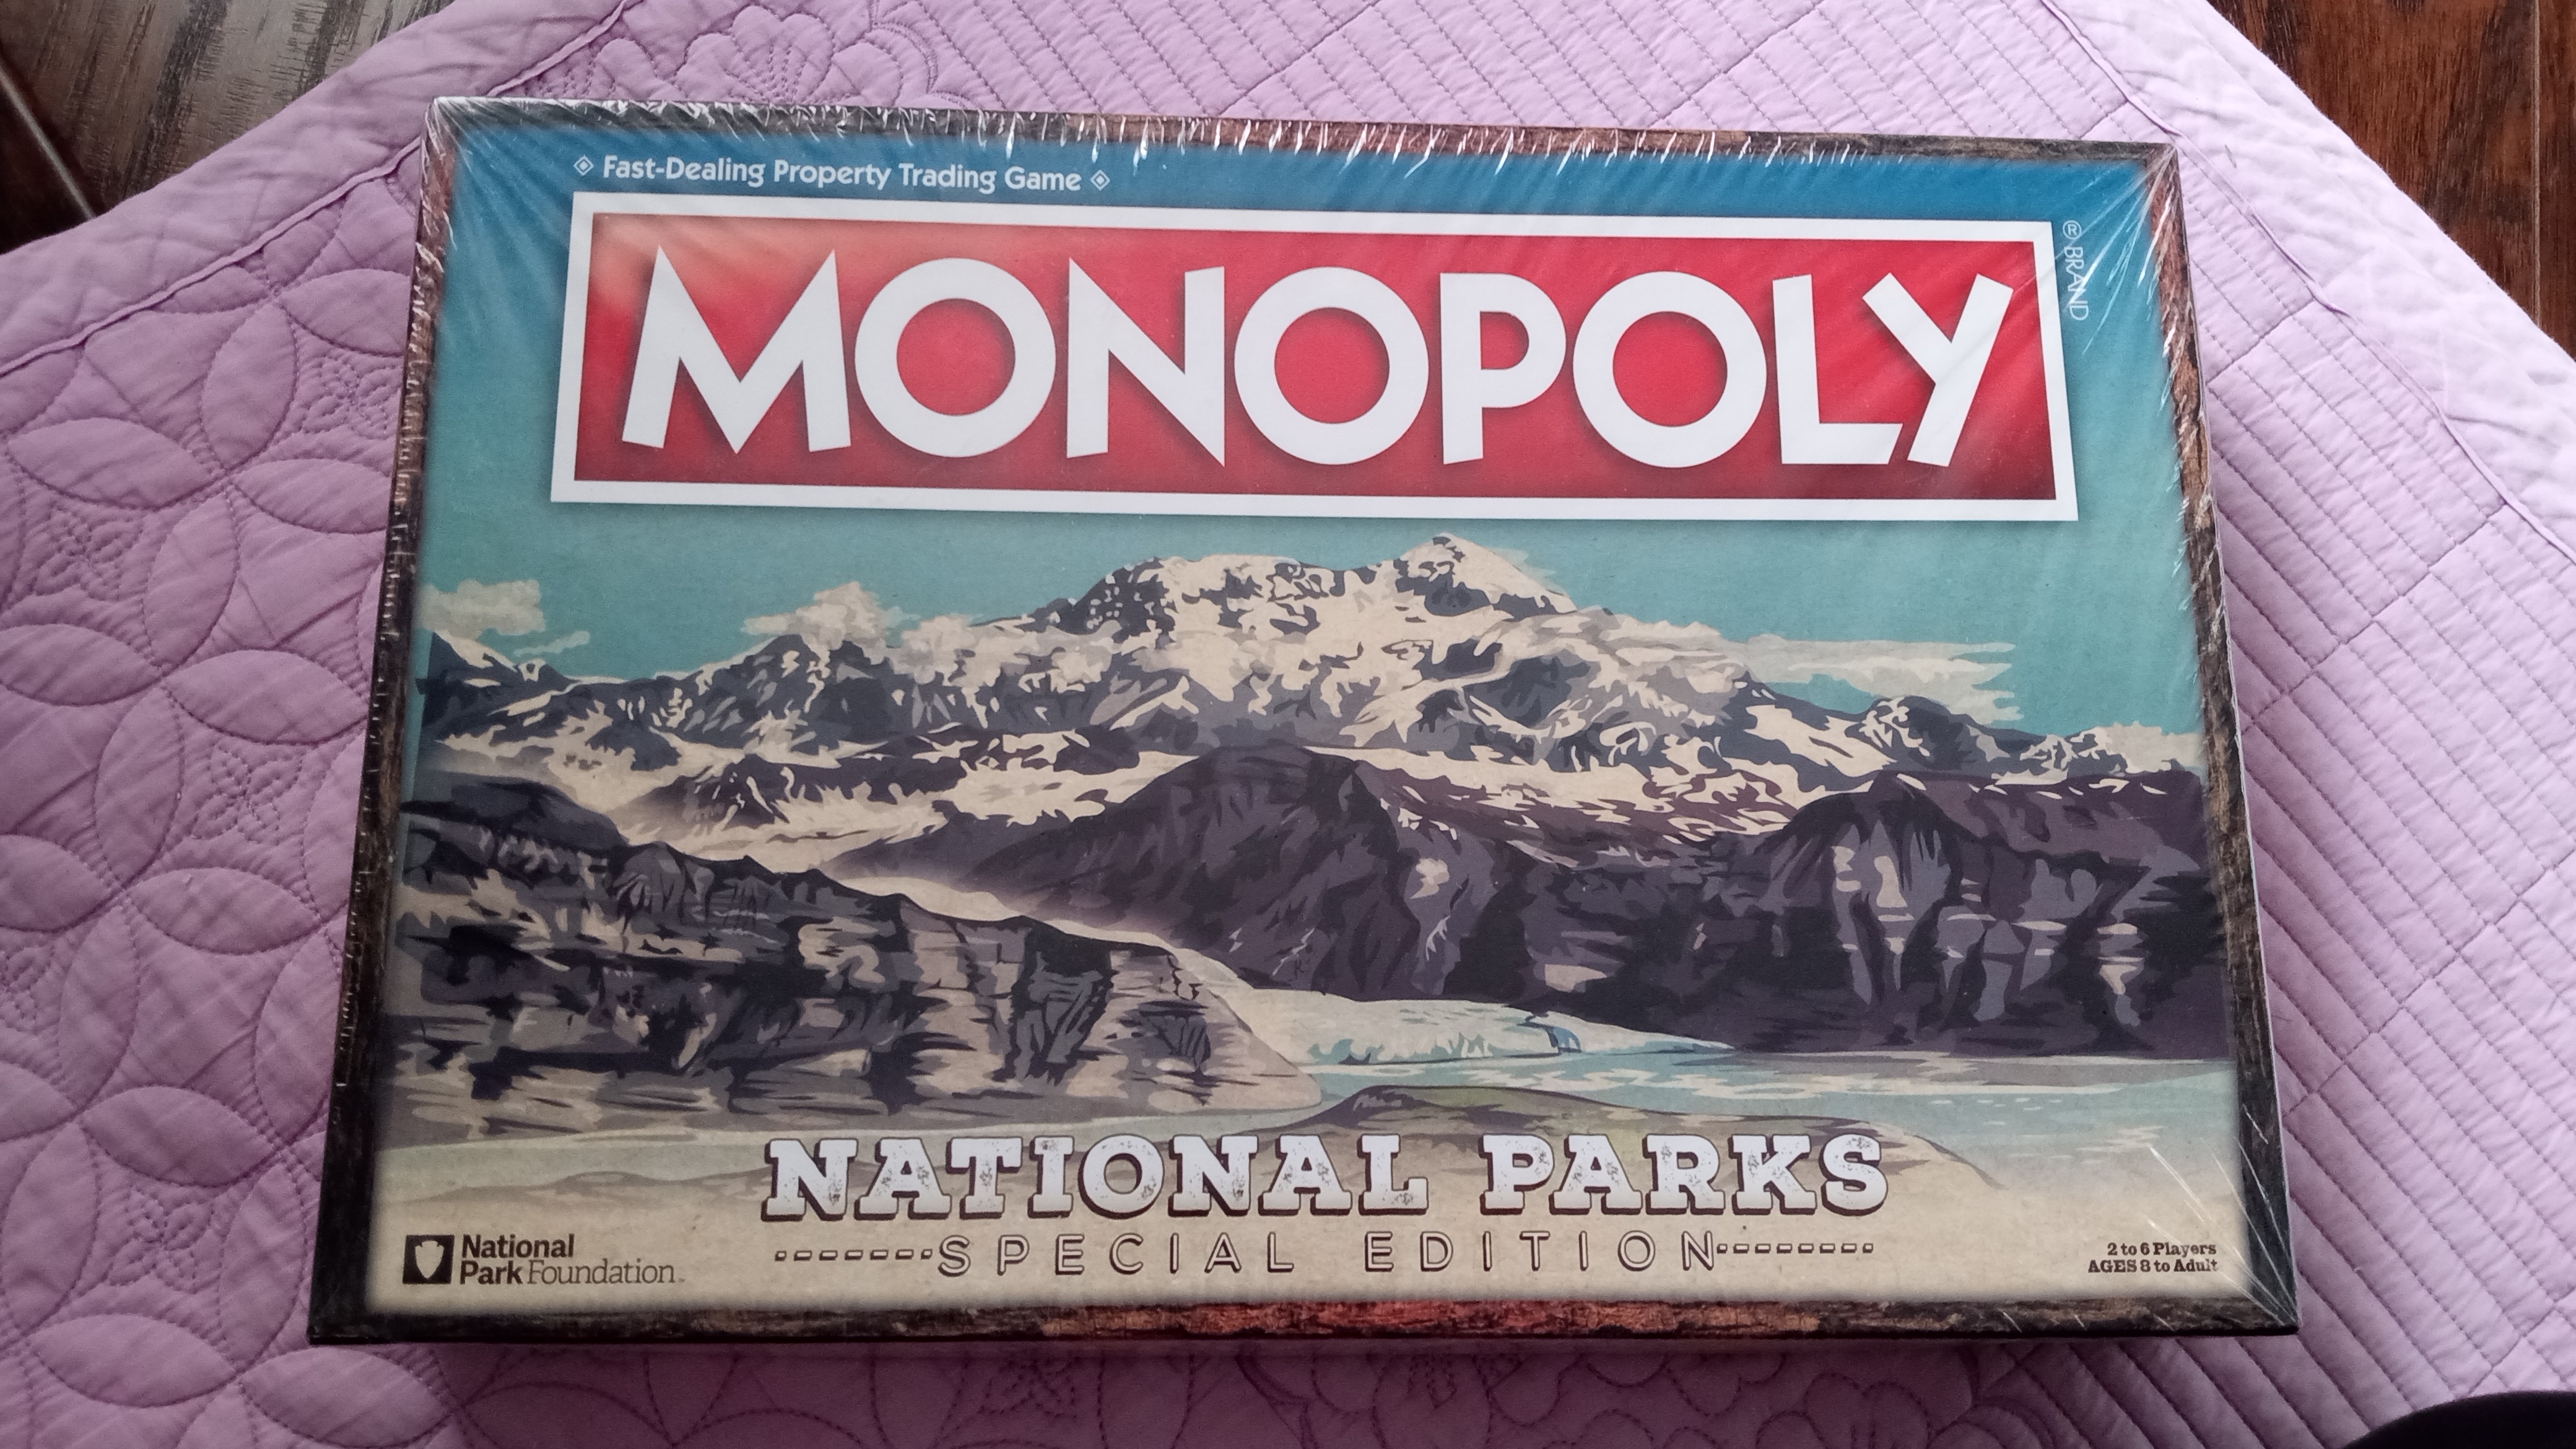 Fast-Dealing Property Trading Game
MONOPOLY
® BRAND
NATIONAL PARKS
SPECIAL EDITION
National
Park Foundation
2 to 6 Players
AGES 8 to Adult